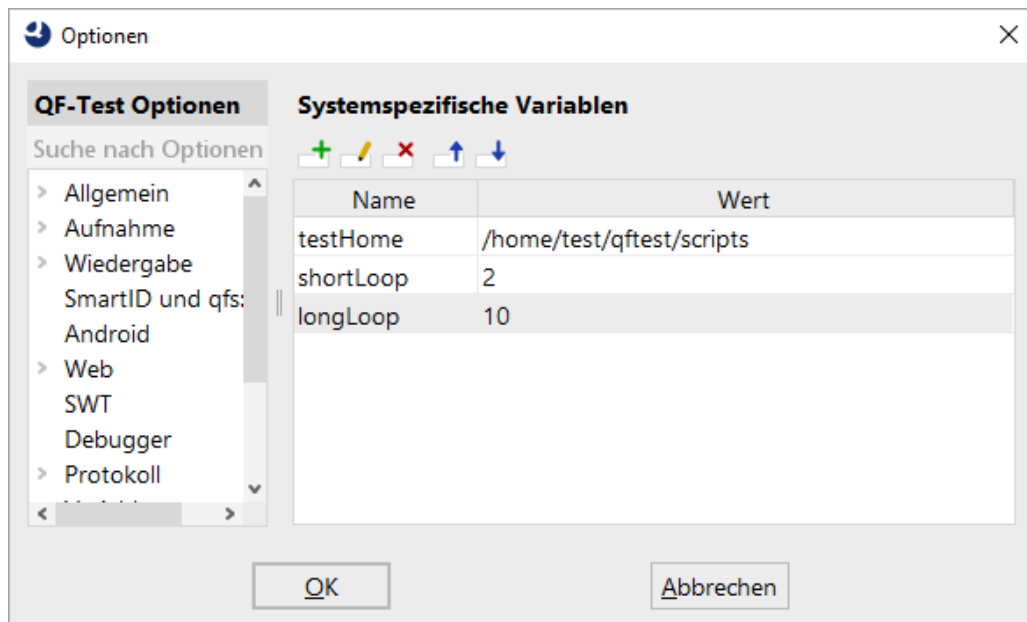 Optionen
QF-Test Optionen
Suche nach Optionen
Allgemein
Aufnahme
Wiedergabe
SmartID und qfs:
Android
Web
SWT
Debugger
Protokoll
Systemspezifische Variablen
Name Wert
testHome /home/test/qftest/scripts
shortLoop 2
longLoop 10
OK Abbrechen